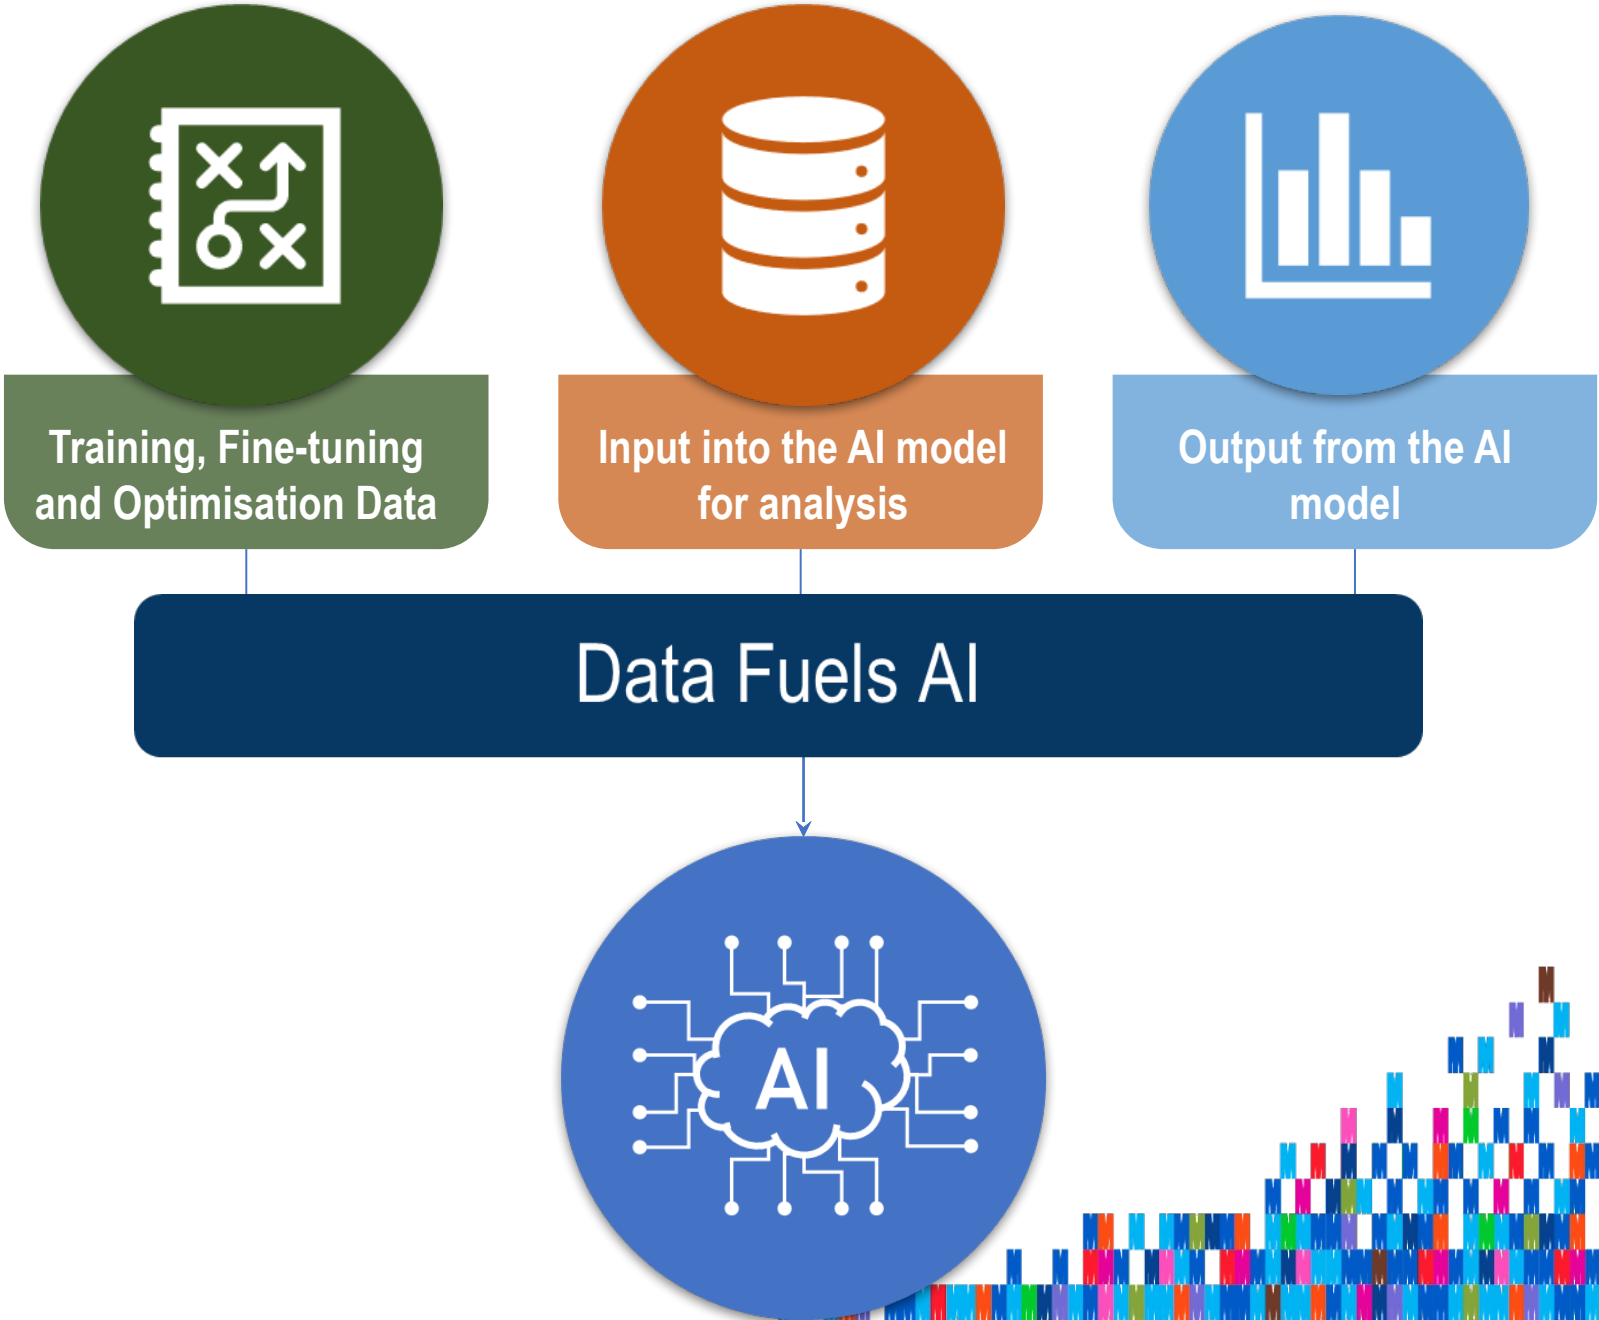 Training, Fine-tuning
and Optimisation Data
Input into the AI model
for analysis
Output from the AI
model
Data Fuels AI
AI